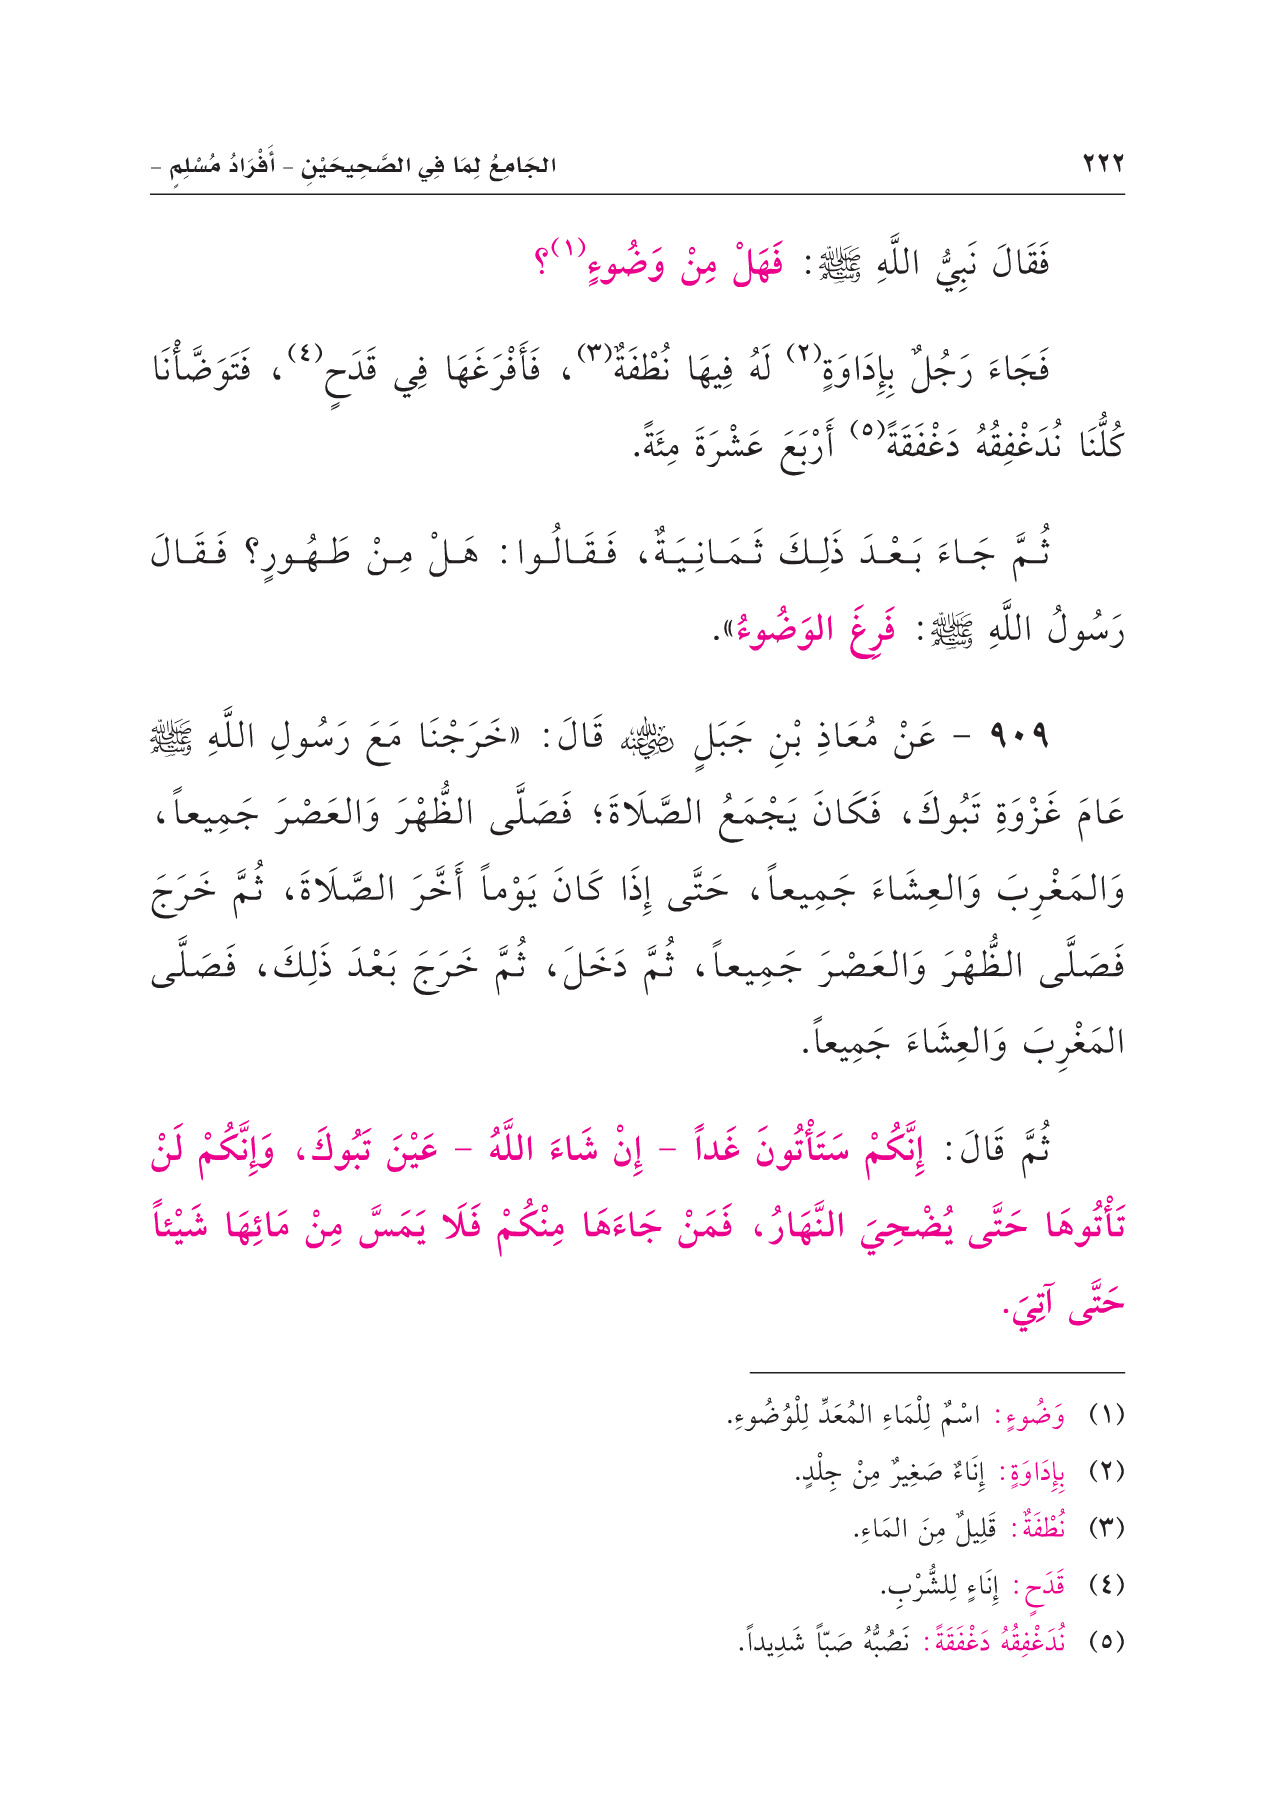 ٢٢٢ الجَامِعُ لِمَا فِي الصَّحِيحَيْنِ – أَفْرَادُ مُسْلِمٍ –
فَقَالَ نَبِيُّ اللَّهِ ﷺ: فَهَلْ مِنْ وَضُوءٍ(١)؟
فَجَاءَ رَجُلٌ بِإِدَاوَةٍ(٢) لَهُ فِيهَا نُطْفَةٌ(٣)، فَأَفْرَغَهَا فِي قَدَحٍ(٤)، فَتَوَضَّأْنَا
كُلُّنَا نُدَغْفِقُهُ دَغْفَقَةً(٥) أَرْبَعَ عَشْرَةَ مِئَةً.
ثُمَّ جَاءَ بَعْدَ ذَلِكَ ثَمَانِيَةٌ، فَقَالُوا: هَلْ مِنْ طَهُورٍ؟ فَقَالَ
رَسُولُ اللَّهِ ﷺ: فَرِغَ الوَضُوءُ».
٩٠٩ – عَنْ مُعَاذِ بْنِ جَبَلٍ رضي الله عنه قَالَ: «خَرَجْنَا مَعَ رَسُولِ اللَّهِ ﷺ
عَامَ غَزْوَةِ تَبُوكَ، فَكَانَ يَجْمَعُ الصَّلَاةَ؛ فَصَلَّى الظُّهْرَ وَالعَصْرَ جَمِيعاً،
وَالمَغْرِبَ وَالعِشَاءَ جَمِيعاً، حَتَّى إِذَا كَانَ يَوْماً أَخَّرَ الصَّلَاةَ، ثُمَّ خَرَجَ
فَصَلَّى الظُّهْرَ وَالعَصْرَ جَمِيعاً، ثُمَّ دَخَلَ، ثُمَّ خَرَجَ بَعْدَ ذَلِكَ، فَصَلَّى
المَغْرِبَ وَالعِشَاءَ جَمِيعاً.
ثُمَّ قَالَ: إِنَّكُمْ سَتَأْتُونَ غَداً – إِنْ شَاءَ اللَّهُ – عَيْنَ تَبُوكَ، وَإِنَّكُمْ لَنْ
تَأْتُوهَا حَتَّى يُضْحِيَ النَّهَارُ، فَمَنْ جَاءَهَا مِنْكُمْ فَلَا يَمَسَّ مِنْ مَائِهَا شَيْئاً
حَتَّى آتِيَ.
(١) وَضُوءٍ: اسْمٌ لِلْمَاءِ المُعَدِّ لِلْوُضُوءِ.
(٢) بِإِدَاوَةٍ: إِنَاءٌ صَغِيرٌ مِنْ جِلْدٍ.
(٣) نُطْفَةٌ: قَلِيلٌ مِنَ المَاءِ.
(٤) قَدَحٍ: إِنَاءٍ لِلشُّرْبِ.
(٥) نُدَغْفِقُهُ دَغْفَقَةً: نَصُبُّهُ صَبّاً شَدِيداً.